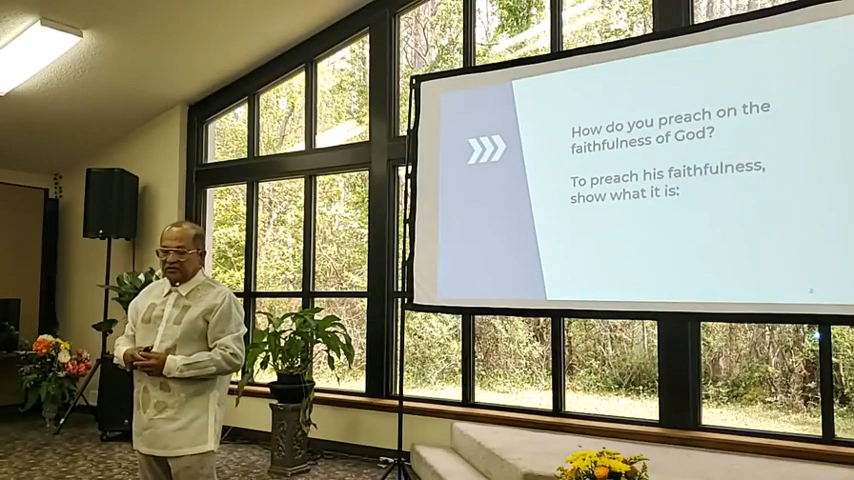 How do you preach on the
faithfulness of God?
To preach his faithfulness,
show what it is: